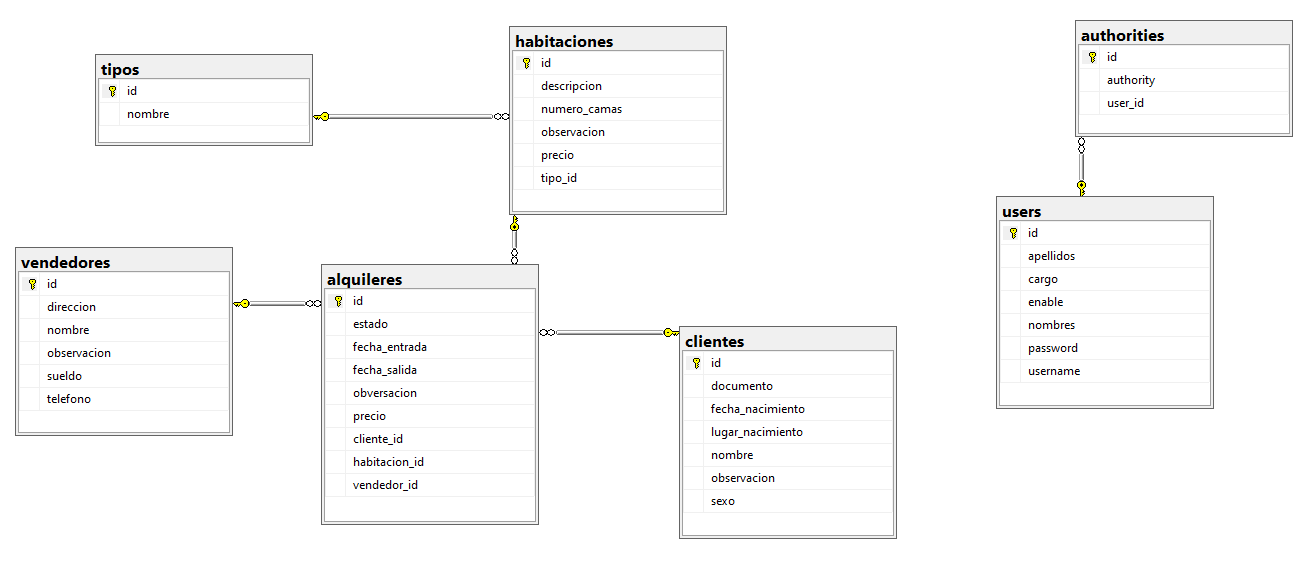 tipos
id
nombre
habitaciones
id
descripcion
numero_camas
observacion
precio
tipo_id
authorities
id
authority
user_id
users
id
apellidos
cargo
enable
nombres
password
username
vendedores
id
direccion
nombre
observacion
sueldo
telefono
alquileres
id
estado
fecha_entrada
fecha_salida
obversacion
precio
cliente_id
habitacion_id
vendedor_id
clientes
id
documento
fecha_nacimiento
lugar_nacimiento
nombre
observacion
sexo